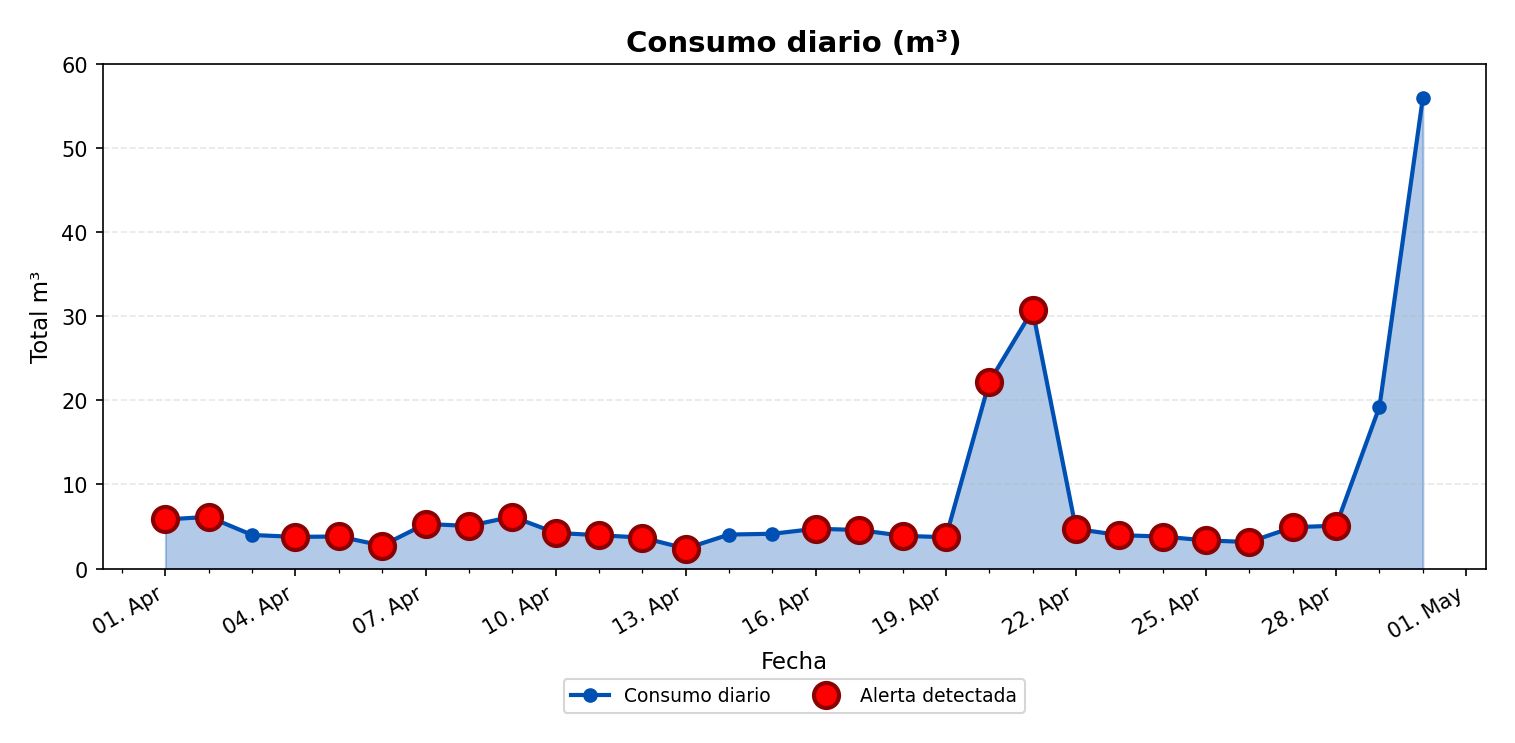 Consumo diario (m³)
60
50
40
30
20
10
0
Total m³
01. Apr
04. Apr
07. Apr
10. Apr
13. Apr
16. Apr
19. Apr
22. Apr
25. Apr
28. Apr
01. May
Fecha
Consumo diario
Alerta detectada